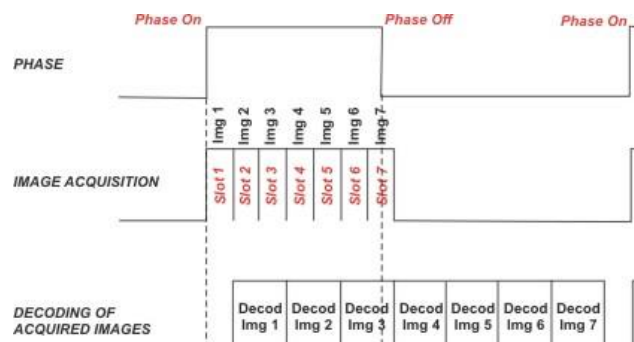 Phase On
Phase Off
Phase On
PHASE
Img 1
Img 2
Img 3
Img 4
Img 5
Img 6
Img 7
IMAGE ACQUISITION
Slot 1
Slot 2
Slot 3
Slot 4
Slot 5
Slot 6
Slot 7
DECODING OF
ACQUIRED IMAGES
Decod
Img 1
Decod
Img 2
Decod
Img 3
Decod
Img 4
Decod
Img 5
Decod
Img 6
Decod
Img 7